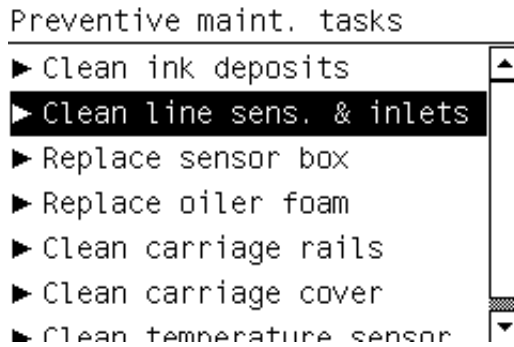 Preventive maint. tasks
Clean ink deposits
Clean line sens. & inlets
Replace sensor box
Replace oiler foam
Clean carriage rails
Clean carriage cover
Clean temperature sensor